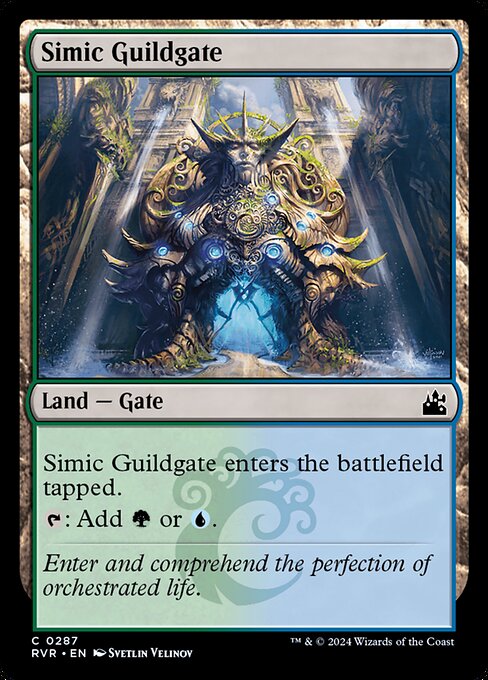 Simic Guildgate
Land — Gate
Simic Guildgate enters the battlefield
tapped.
: Add or .
Enter and comprehend the perfection of
orchestrated life.
C 0287
RVR • EN Svetlin Velinov
™ & © 2024 Wizards of the Coast